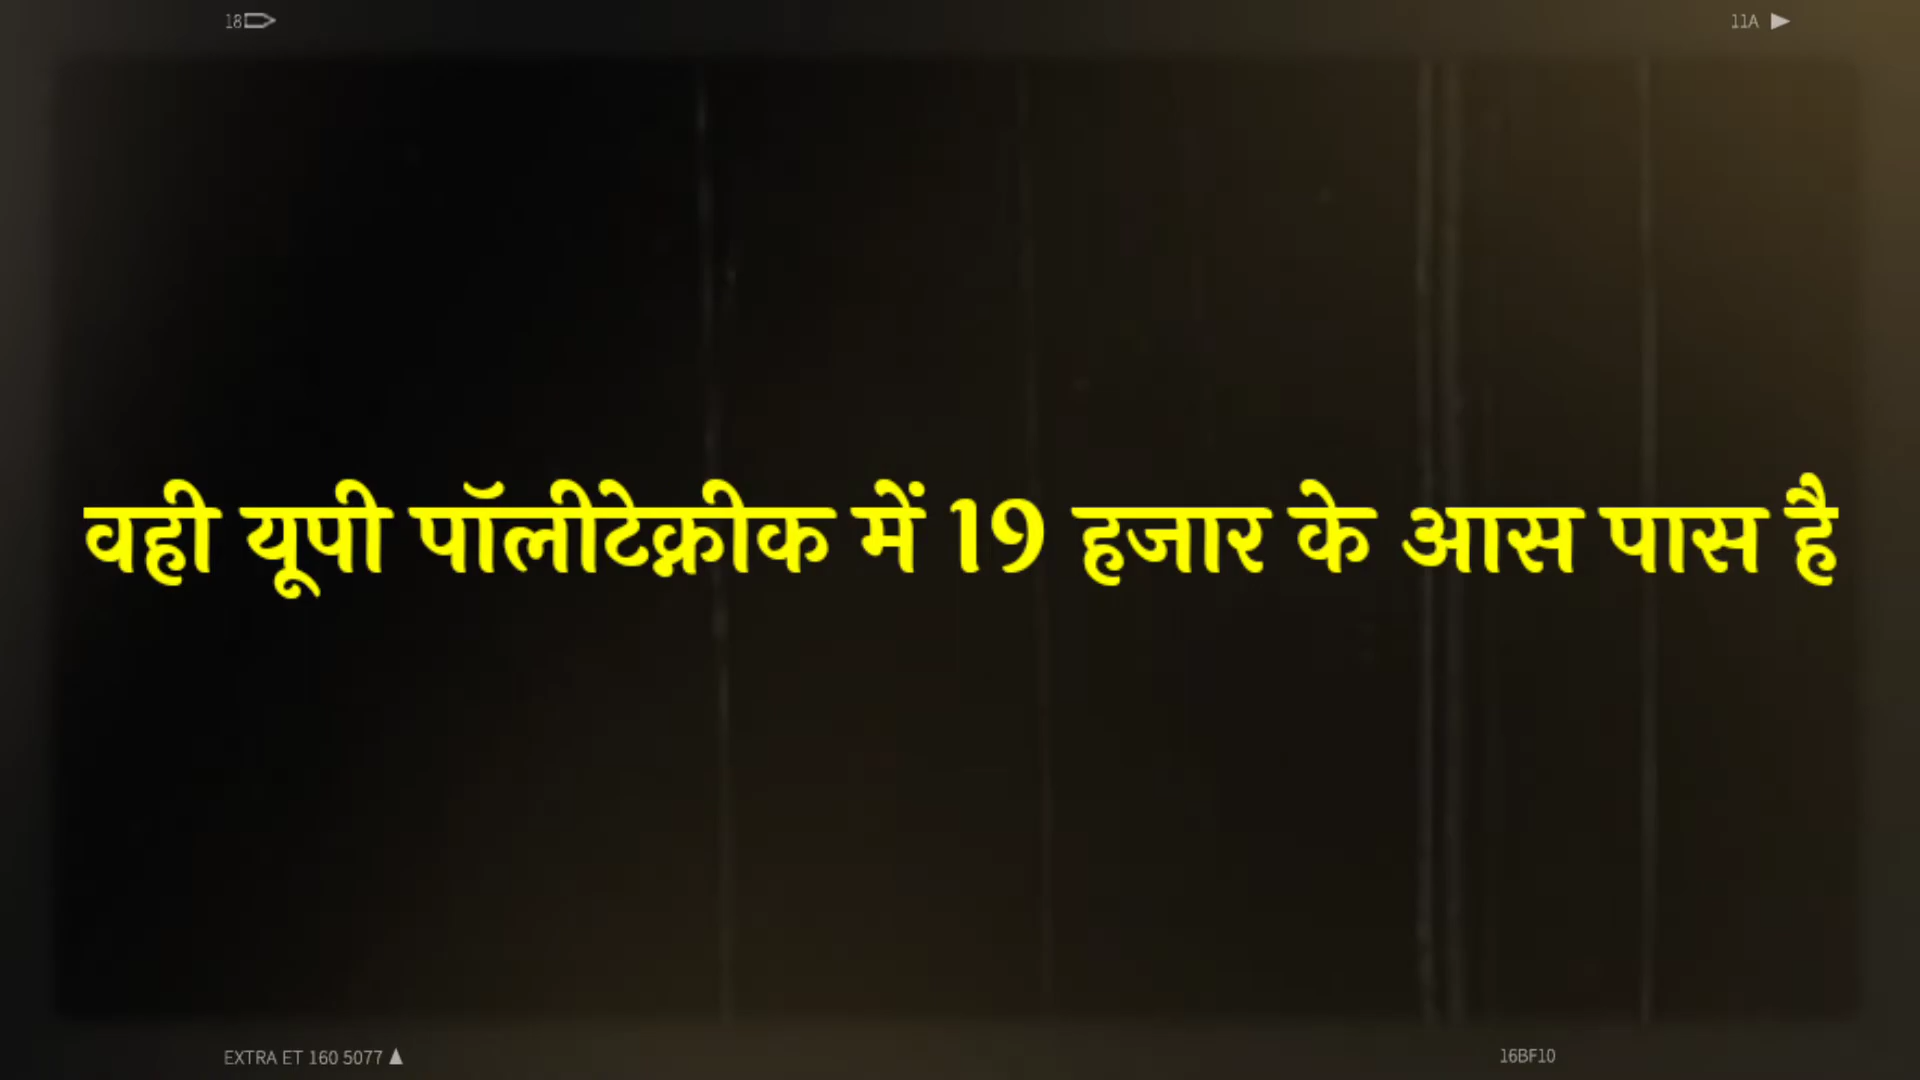 18
11A
वही यूपी पॉलीटेक्नीक में 19 हजार के आस पास है
EXTRA ET 160 5077
16BF10